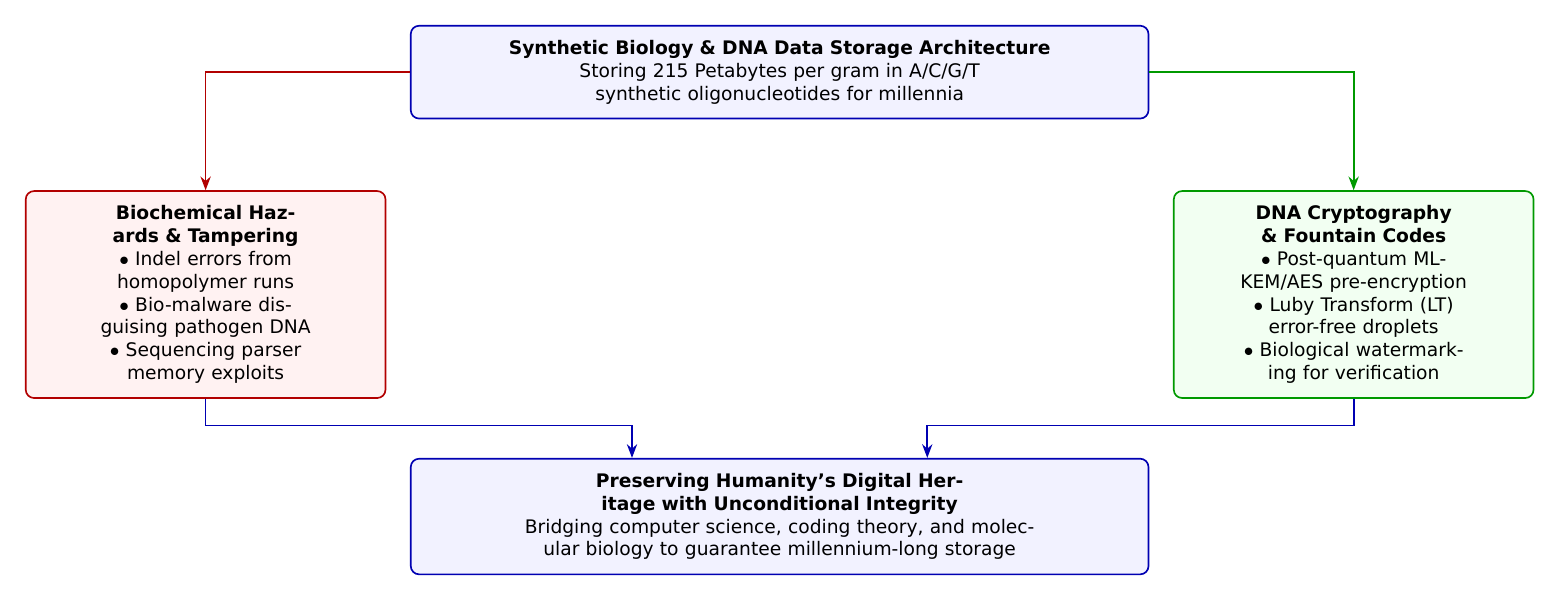 Synthetic Biology & DNA Data Storage Architecture
Storing 215 Petabytes per gram in A/C/G/T
synthetic oligonucleotides for millennia
Biochemical Haz-
ards & Tampering
• Indel errors from
homopolymer runs
• Bio-malware dis-
guising pathogen DNA
• Sequencing parser
memory exploits
DNA Cryptography
& Fountain Codes
• Post-quantum ML-
KEM/AES pre-encryption
• Luby Transform (LT)
error-free droplets
• Biological watermark-
ing for verification
Preserving Humanity’s Digital Her-
itage with Unconditional Integrity
Bridging computer science, coding theory, and molec-
ular biology to guarantee millennium-long storage